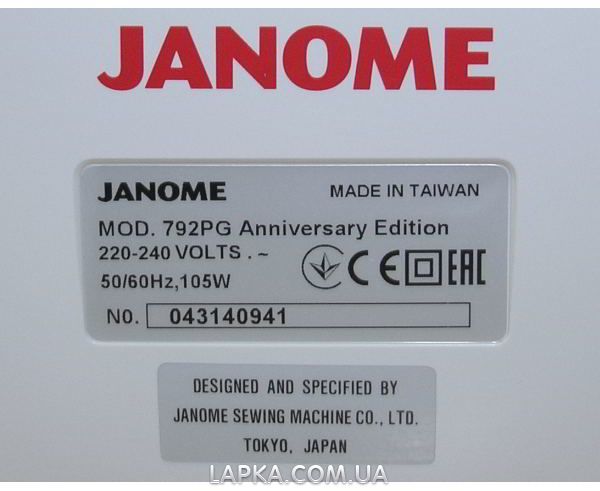 JANOME
JANOME MADE IN TAIWAN
MOD. 792PG Anniversary Edition
220-240 VOLTS . ~
50/60Hz,105W
CE EAC
NO. 043140941
DESIGNED AND SPECIFIED BY
JANOME SEWING MACHINE CO., LTD.
TOKYO, JAPAN
LAPKA.COM.UA